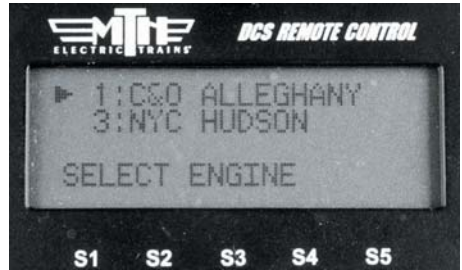 MTH
ELECTRIC TRAINS
DCS REMOTE CONTROL
1:C&O ALLEGHANY
3:NYC HUDSON
SELECT ENGINE
S1 S2 S3 S4 S5